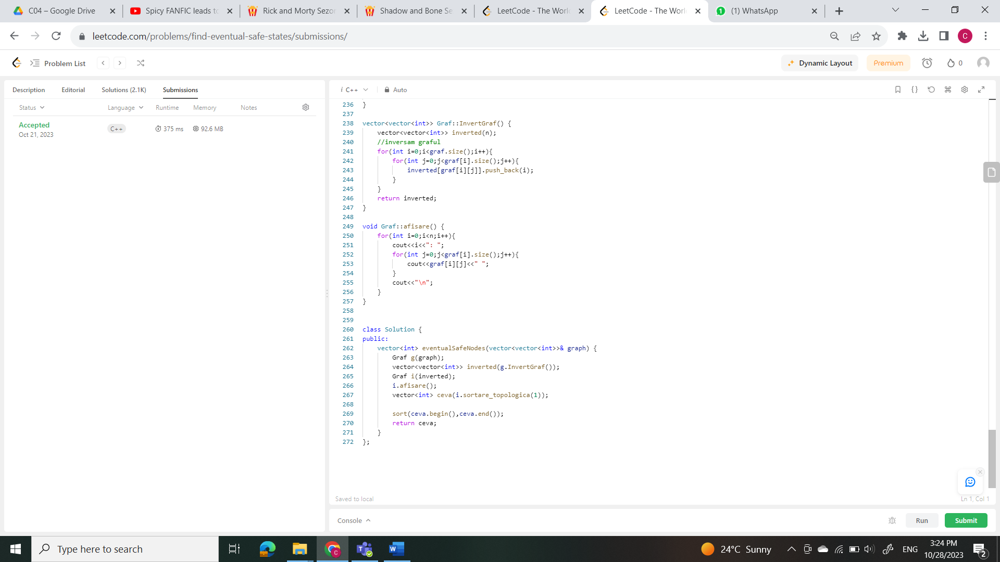 C04 – Google Drive
Spicy FANFIC leads to
Rick and Morty Sezon
Shadow and Bone Se
LeetCode - The World
LeetCode - The World
(1) WhatsApp
leetcode.com/problems/find-eventual-safe-states/submissions/
C
Problem List
Dynamic Layout
Premium
0
Description
Editorial
Solutions (2.1K)
Submissions
Status
Language
Runtime
Memory
Notes
Accepted
Oct 21, 2023
C++
375 ms
92.6 MB
i C++
Auto
236 }
237
238 vector<vector<int>> Graf::InvertGraf() {
239 vector<vector<int>> inverted(n);
240 //inversam graful
241 for(int i=0;i<graf.size();i++){
242 for(int j=0;j<graf[i].size();j++){
243 inverted[graf[i][j]].push_back(i);
244 }
245 }
246 return inverted;
247 }
248
249 void Graf::afisare() {
250 for(int i=0;i<n;i++){
251 cout<<i<<": ";
252 for(int j=0;j<graf[i].size();j++){
253 cout<<graf[i][j]<<" ";
254 }
255 cout<<"\n";
256 }
257 }
258
259
260 class Solution {
261 public:
262 vector<int> eventualSafeNodes(vector<vector<int>>& graph) {
263 Graf g(graph);
264 vector<vector<int>> inverted(g.InvertGraf());
265 Graf i(inverted);
266 i.afisare();
267 vector<int> ceva(i.sortare_topologica(1));
268
269 sort(ceva.begin(),ceva.end());
270 return ceva;
271 }
272 };
Saved to local
Ln 1, Col 1
Console
Run
Submit
Type here to search
24°C Sunny
ENG
3:24 PM
10/28/2023
2